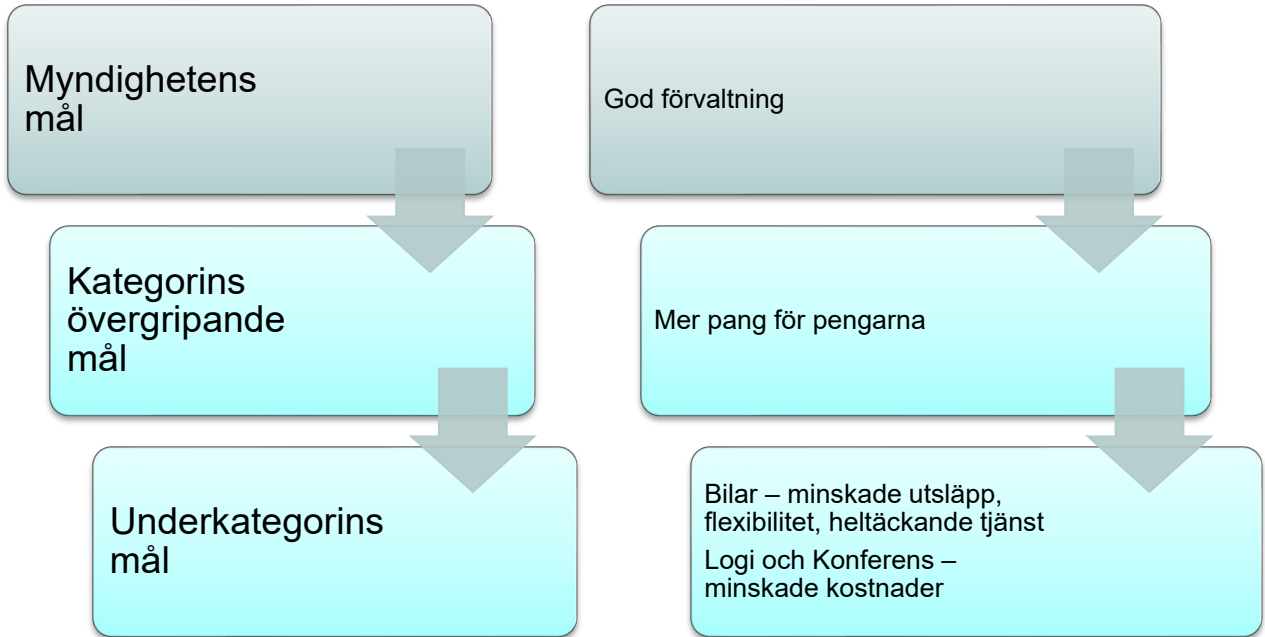 Myndighetens
mål
God förvaltning
Kategorins
övergripande
mål
Mer pang för pengarna
Underkategorins
mål
Bilar – minskade utsläpp,
flexibilitet, heltäckande tjänst
Logi och Konferens –
minskade kostnader